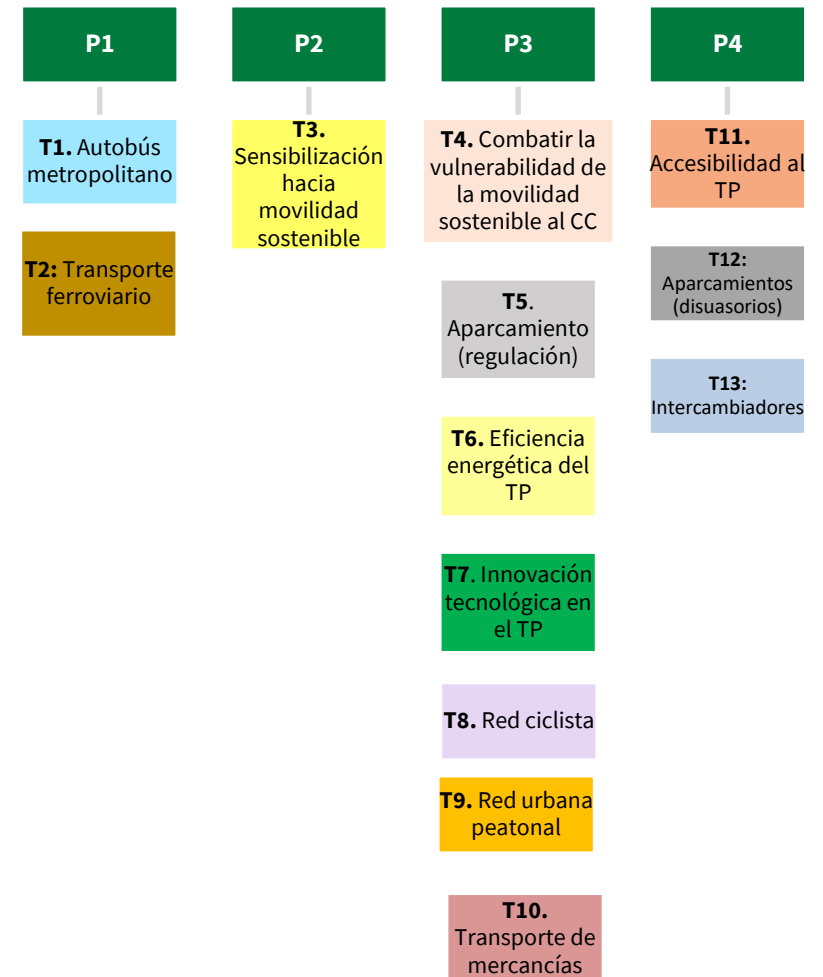 P1
T1. Autobús
metropolitano
T2: Transporte
ferroviario
P2
T3.
Sensibilización
hacia
movilidad
sostenible
P3
T4. Combatir la
vulnerabilidad de
la movilidad
sostenible al CC
T5.
Aparcamiento
(regulación)
T6. Eficiencia
energética del
TP
T7. Innovación
tecnológica en
el TP
T8. Red ciclista
T9. Red urbana
peatonal
T10.
Transporte de
mercancías
P4
T11.
Accesibilidad al
TP
T12:
Aparcamientos
(disuasorios)
T13:
Intercambiadores